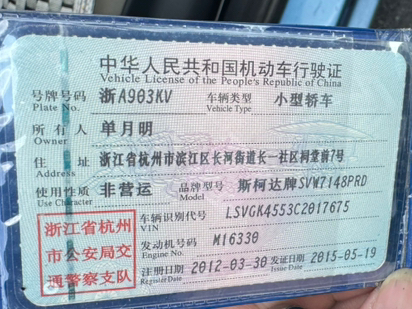 中华人民共和国机动车行驶证
Vehicle License of the People's Republic of China
号牌号码 浙A903KV 车辆类型 小型轿车
Plate No. Vehicle Type
所有人 单月明
Owner
住址 浙江省杭州市滨江区长河街道长一社区祠堂前7号
Address
使用性质 非营运 品牌型号 斯柯达牌SVW7148PRD
Use Character Model
浙江省杭州 车辆识别代号 LSVGK4553C2017675
VIN
市公安局交 发动机号码 M16330
Engine No.
通警察支队 注册日期 2012-03-30 发证日期 2015-05-19
Register Date Issue Date